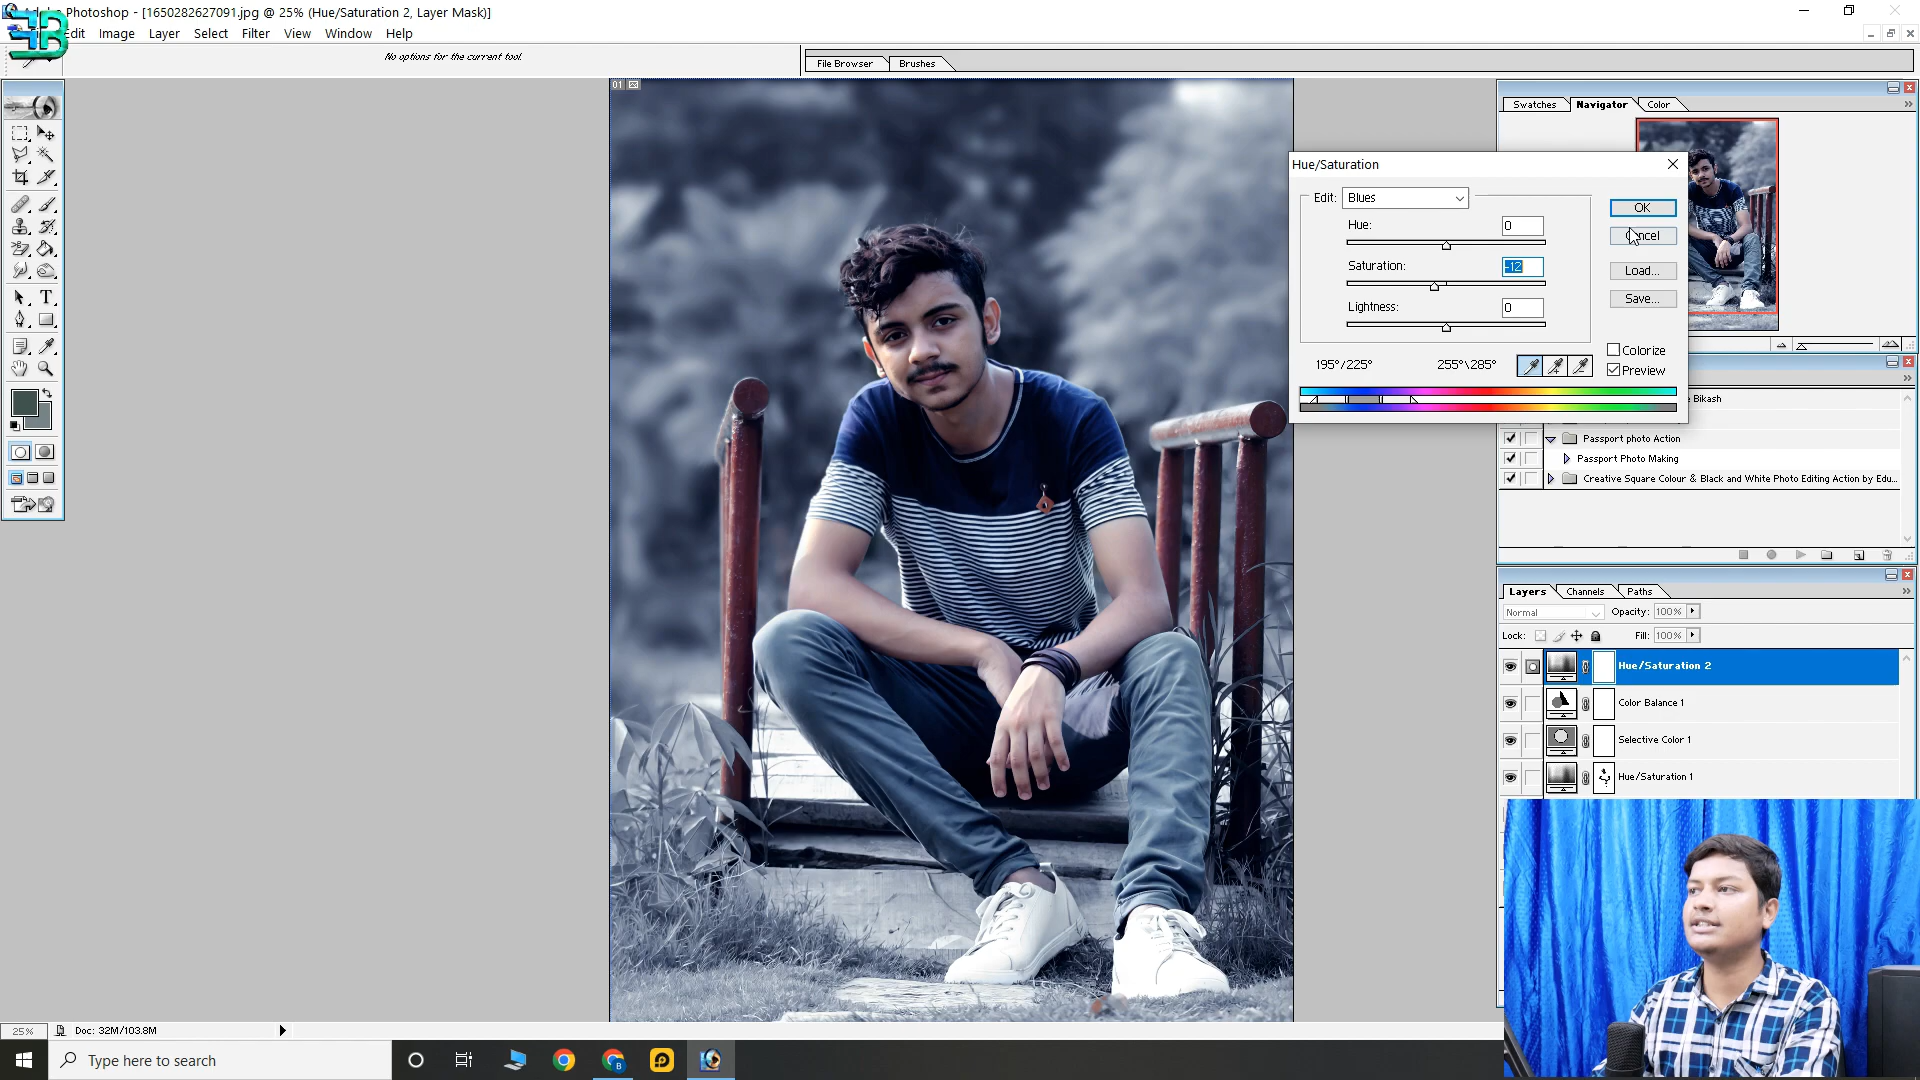 Photoshop - [1650282627091.jpg @ 25% (Hue/Saturation 2, Layer Mask)]
Edit Image Layer Select Filter View Window Help
No options for the current tool.
File Browser
Brushes
01
Swatches
Navigator
Color
Hue/Saturation
Edit:
Blues
Hue:
0
Saturation:
-12
Lightness:
0
OK
Load...
Save...
Colorize
Preview
195°/225°
255°\285°
Bikash
Passport photo Action
Passport Photo Making
Creative Square Colour & Black and White Photo Editing Action by Edu...
Layers
Channels
Paths
Normal
Opacity:
100%
Lock:
Fill:
100%
Hue/Saturation 2
Color Balance 1
Selective Color 1
Hue/Saturation 1
25%
Doc: 32M/103.8M
Type here to search